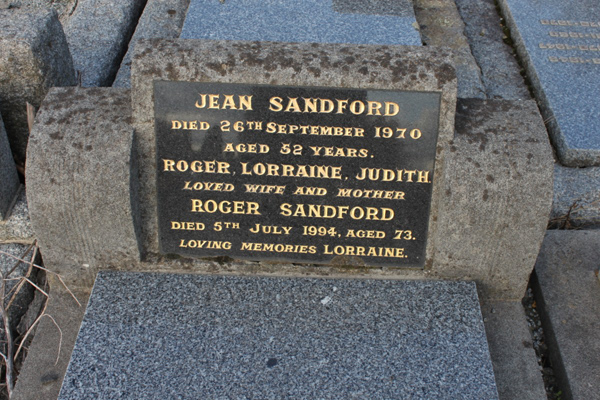 JEAN SANDFORD
DIED 26TH SEPTEMBER 1970
AGED 52 YEARS.
ROGER, LORRAINE, JUDITH
LOVED WIFE AND MOTHER
ROGER SANDFORD
DIED 5TH JULY 1994, AGED 73.
LOVING MEMORIES LORRAINE.